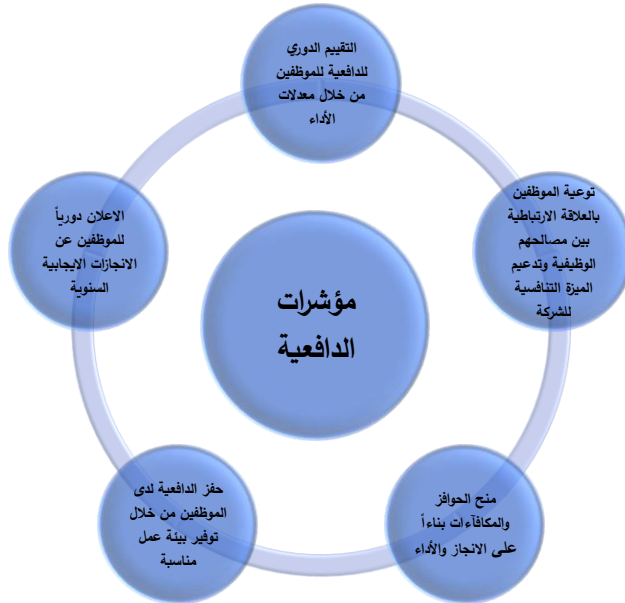 التقييم الدوري
للدافعية للموظفين
من خلال معدلات
الأداء
توعية الموظفين
بالعلاقة الارتباطية
بين مصالحهم
الوظيفية وتدعيم
الميزة التنافسية
للشركة
منح الحوافز
والمكافآءات بناءاً
على الانجاز والأداء
حفز الدافعية لدى
الموظفين من خلال
توفير بيئة عمل
مناسبة
الاعلان دورياً
للموظفين عن
الانجازات الايجابية
السنوية
مؤشرات
الدافعية